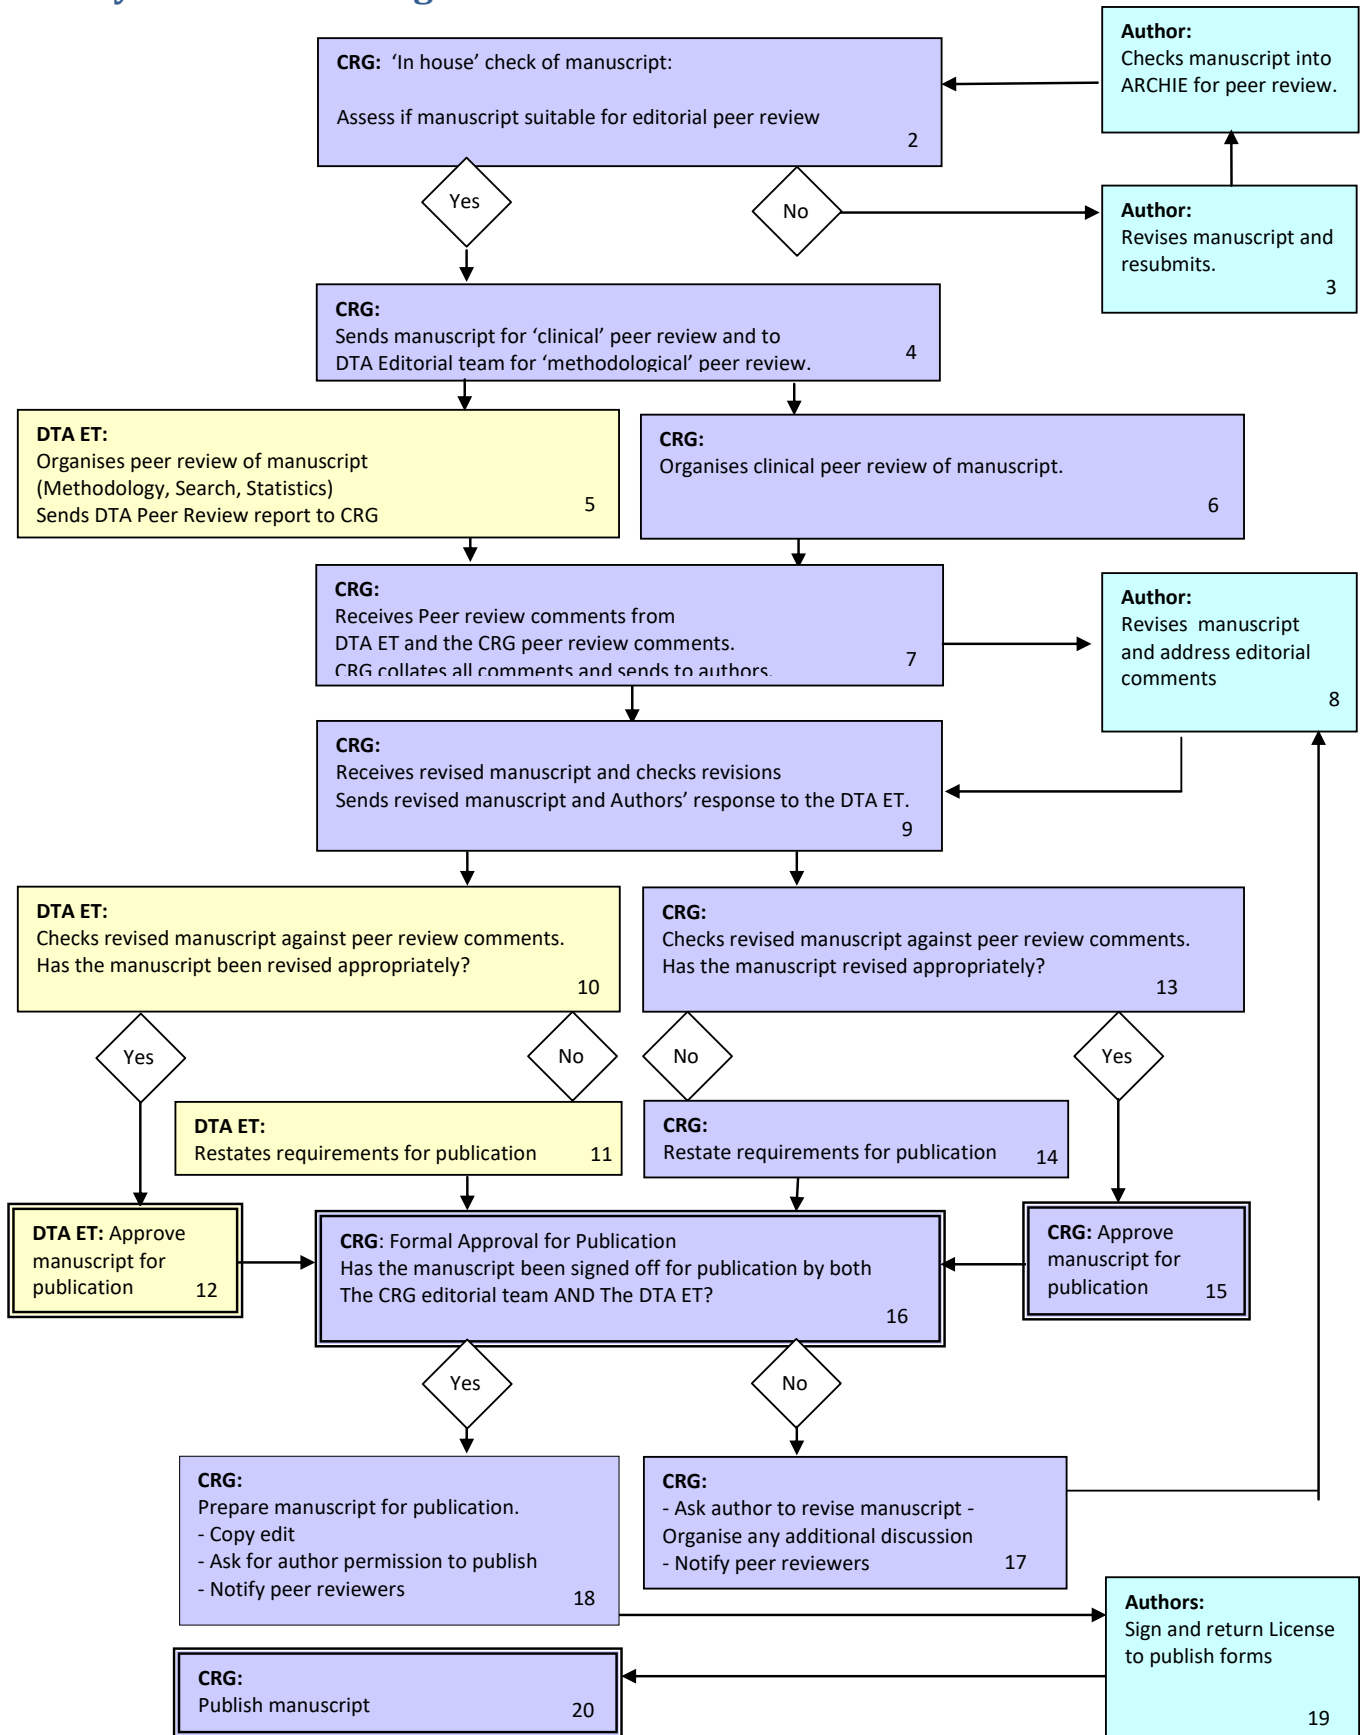 Author:
Checks manuscript into
ARCHIE for peer review.
CRG: ‘In house’ check of manuscript:
Assess if manuscript suitable for editorial peer review
2
Yes
No
Author:
Revises manuscript and
resubmits.
3
CRG:
Sends manuscript for ‘clinical’ peer review and to
DTA Editorial team for ‘methodological’ peer review.
4
DTA ET:
Organises peer review of manuscript
(Methodology, Search, Statistics)
Sends DTA Peer Review report to CRG
5
CRG:
Organises clinical peer review of manuscript.
6
CRG:
Receives Peer review comments from
DTA ET and the CRG peer review comments.
CRG collates all comments and sends to authors.
7
Author:
Revises manuscript
and address editorial
comments
8
CRG:
Receives revised manuscript and checks revisions
Sends revised manuscript and Authors’ response to the DTA ET.
9
DTA ET:
Checks revised manuscript against peer review comments.
Has the manuscript been revised appropriately?
10
CRG:
Checks revised manuscript against peer review comments.
Has the manuscript revised appropriately?
13
Yes
No
No
Yes
DTA ET:
Restates requirements for publication 11
CRG:
Restate requirements for publication 14
DTA ET: Approve
manuscript for
publication 12
CRG: Formal Approval for Publication
Has the manuscript been signed off for publication by both
The CRG editorial team AND The DTA ET?
16
CRG: Approve
manuscript for
publication 15
Yes
No
CRG:
Prepare manuscript for publication.
- Copy edit
- Ask for author permission to publish
- Notify peer reviewers
18
CRG:
- Ask author to revise manuscript -
Organise any additional discussion
- Notify peer reviewers 17
Authors:
Sign and return License
to publish forms
19
CRG:
Publish manuscript 20